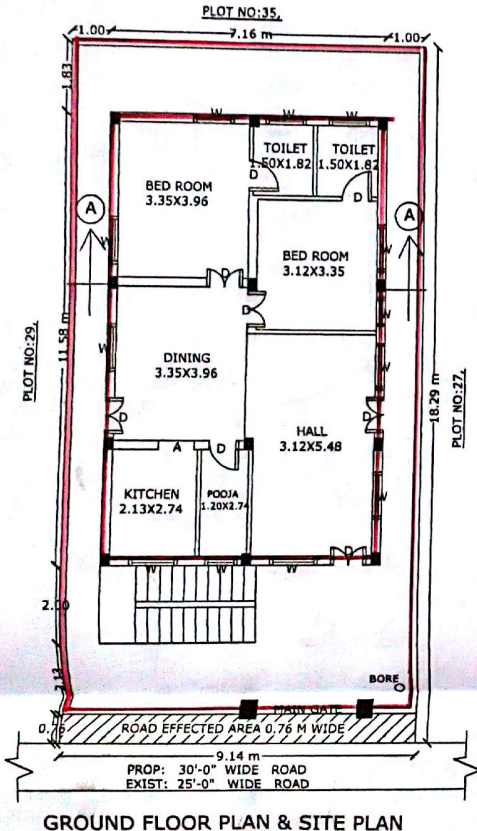 PLOT NO:35,
1.00
7.16 m
1.00
1.83
W
W
W
TOILET
1.50X1.82
TOILET
1.50X1.82
D
D
BED ROOM
3.35X3.96
A
A
W
W
BED ROOM
3.12X3.35
D
D
W
W
11.58 m
PLOT NO:29,
DINING
3.35X3.96
W
18.29 m
PLOT NO:27,
D
D
HALL
3.12X5.48
A
D
KITCHEN
2.13X2.74
POOJA
1.20X2.74
W
D
W
W
W
2.00
2.13
BORE
MAIN GATE
0.76
ROAD EFFECTED AREA 0.76 M WIDE
9.14 m
PROP: 30'-0" WIDE ROAD
EXIST: 25'-0" WIDE ROAD
GROUND FLOOR PLAN & SITE PLAN